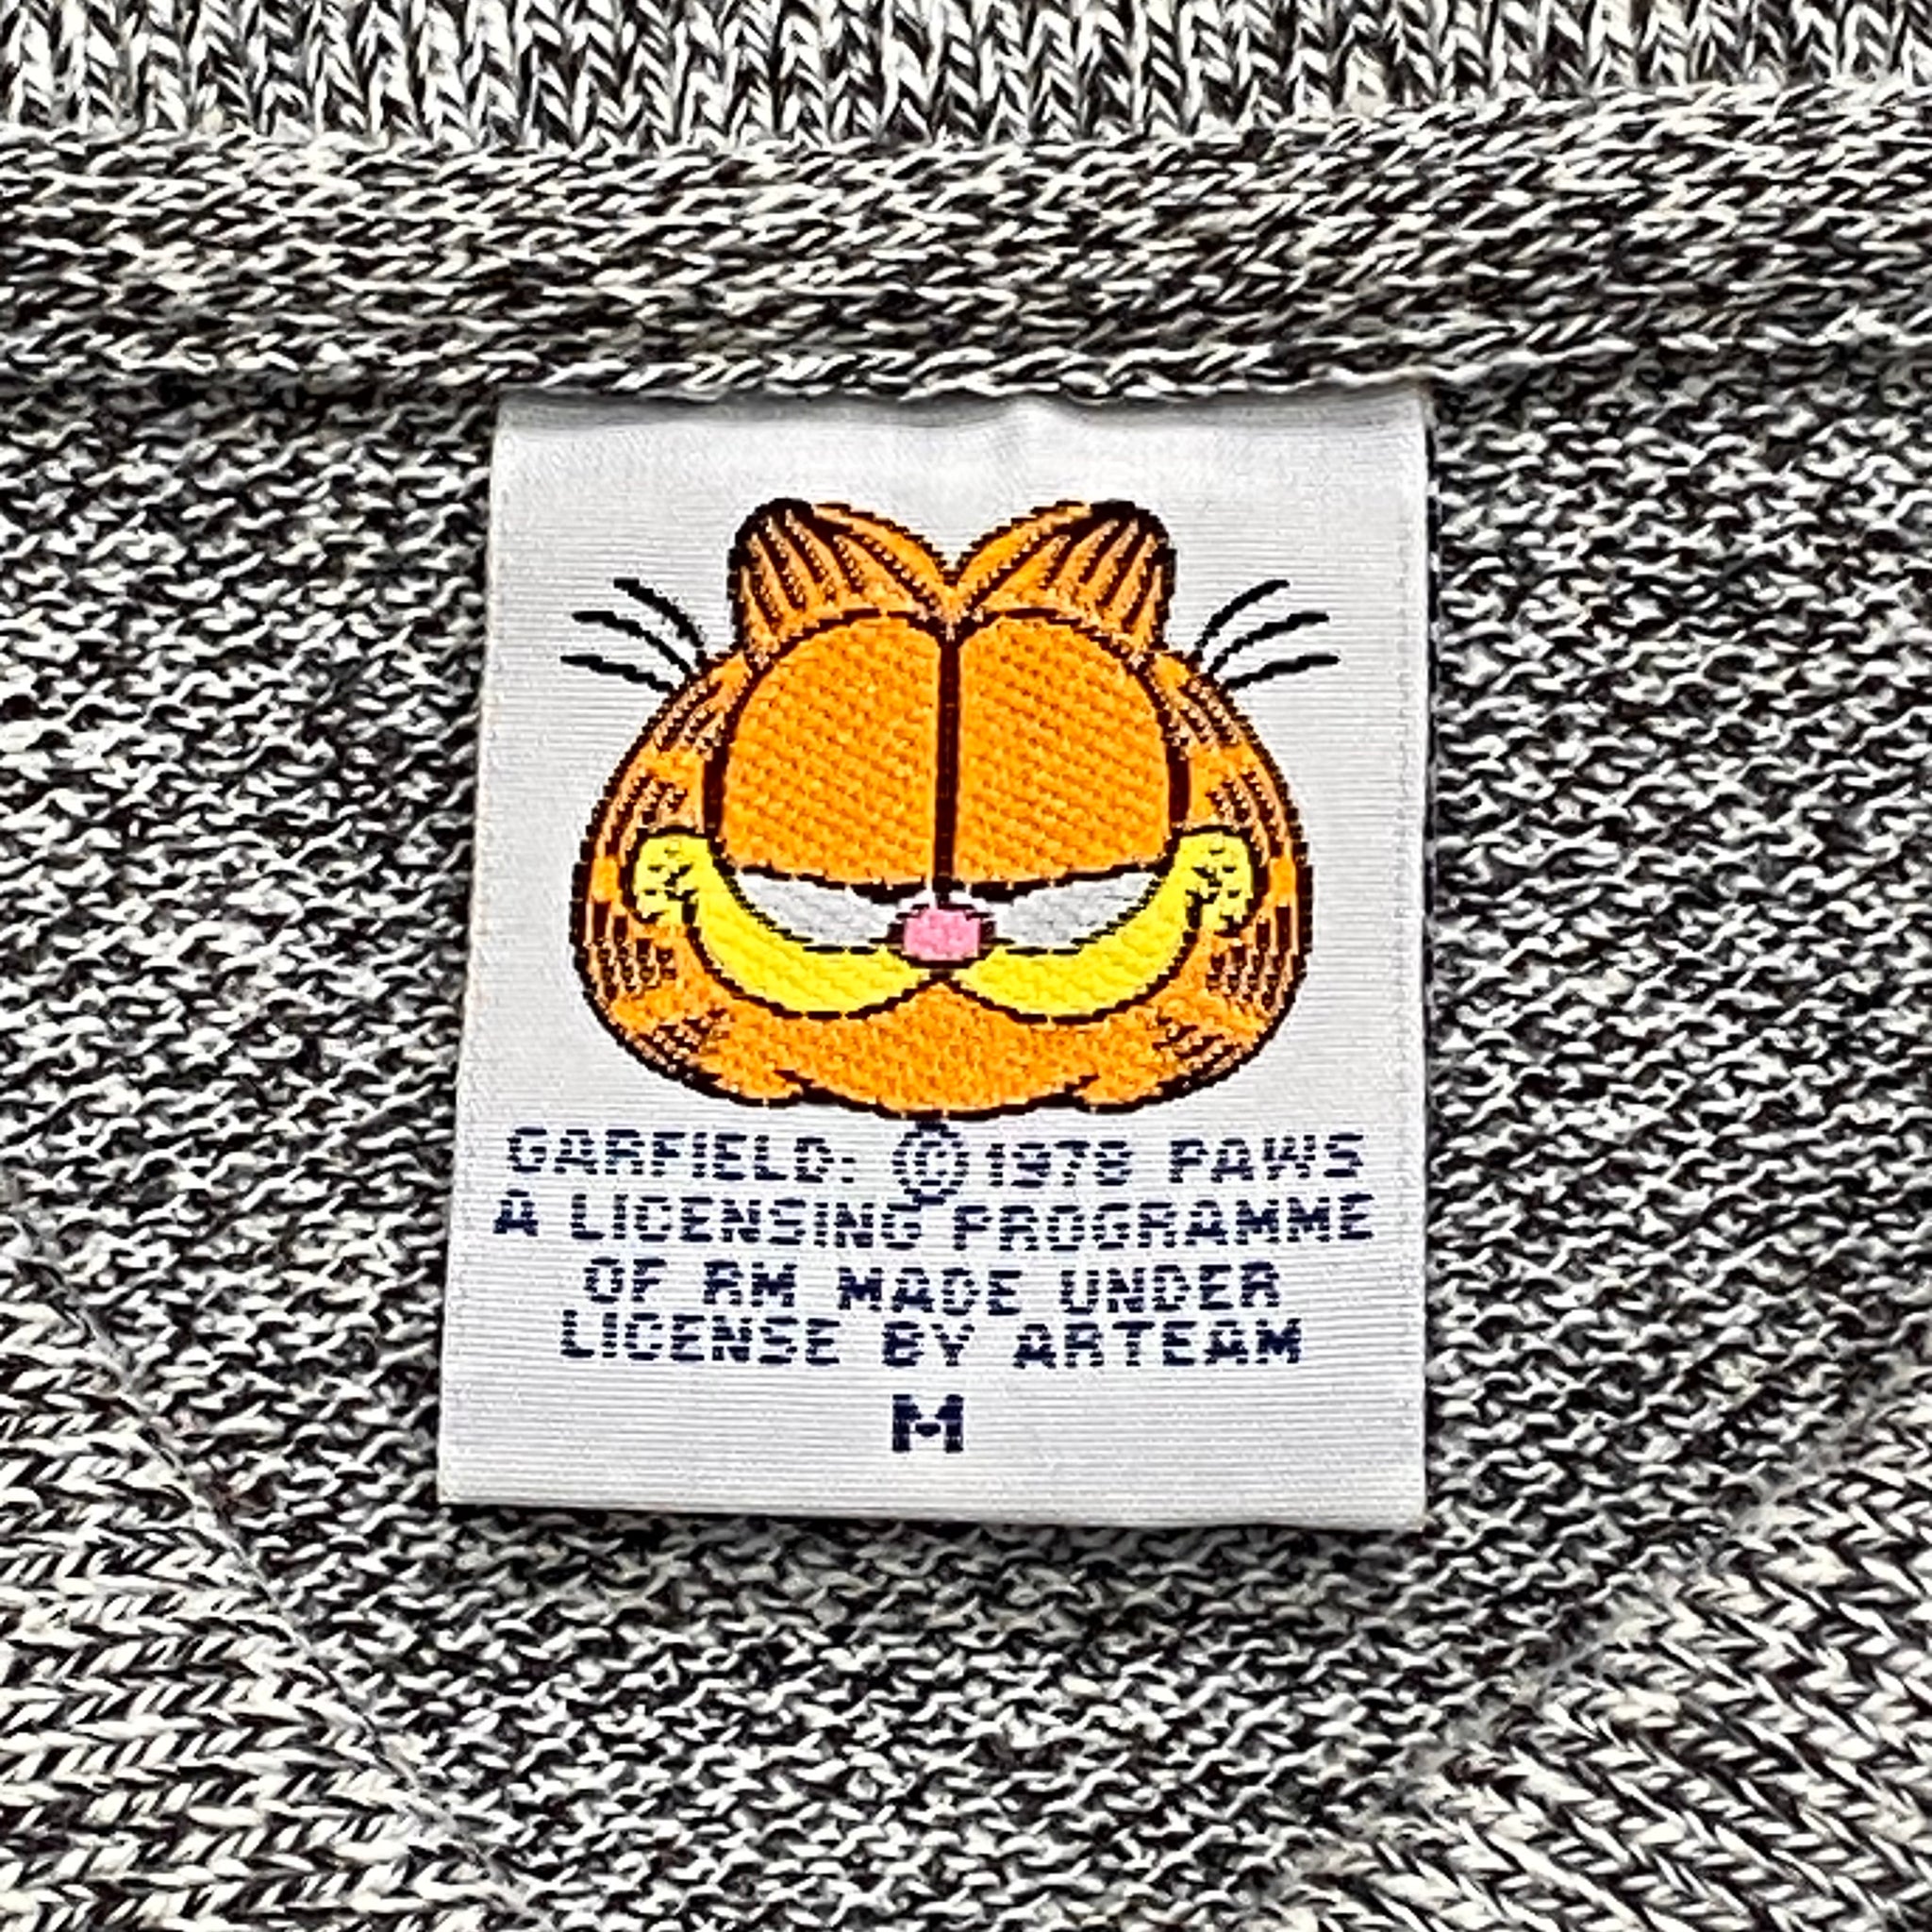 GARFIELD: © 1978 PAWS
A LICENSING PROGRAMME
OF RM MADE UNDER
LICENSE BY ARTEAM
M